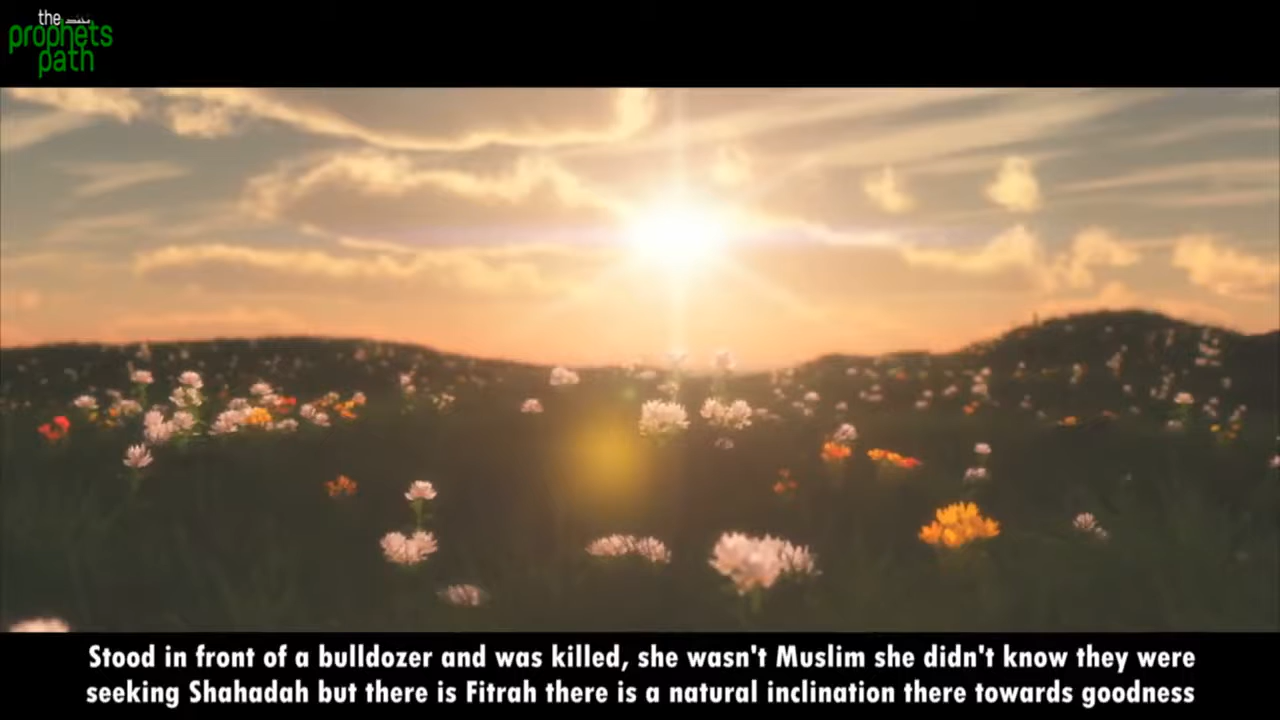 the
prophets
path
Stood in front of a bulldozer and was killed, she wasn't Muslim she didn't know they were
seeking Shahadah but there is Fitrah there is a natural inclination there towards goodness